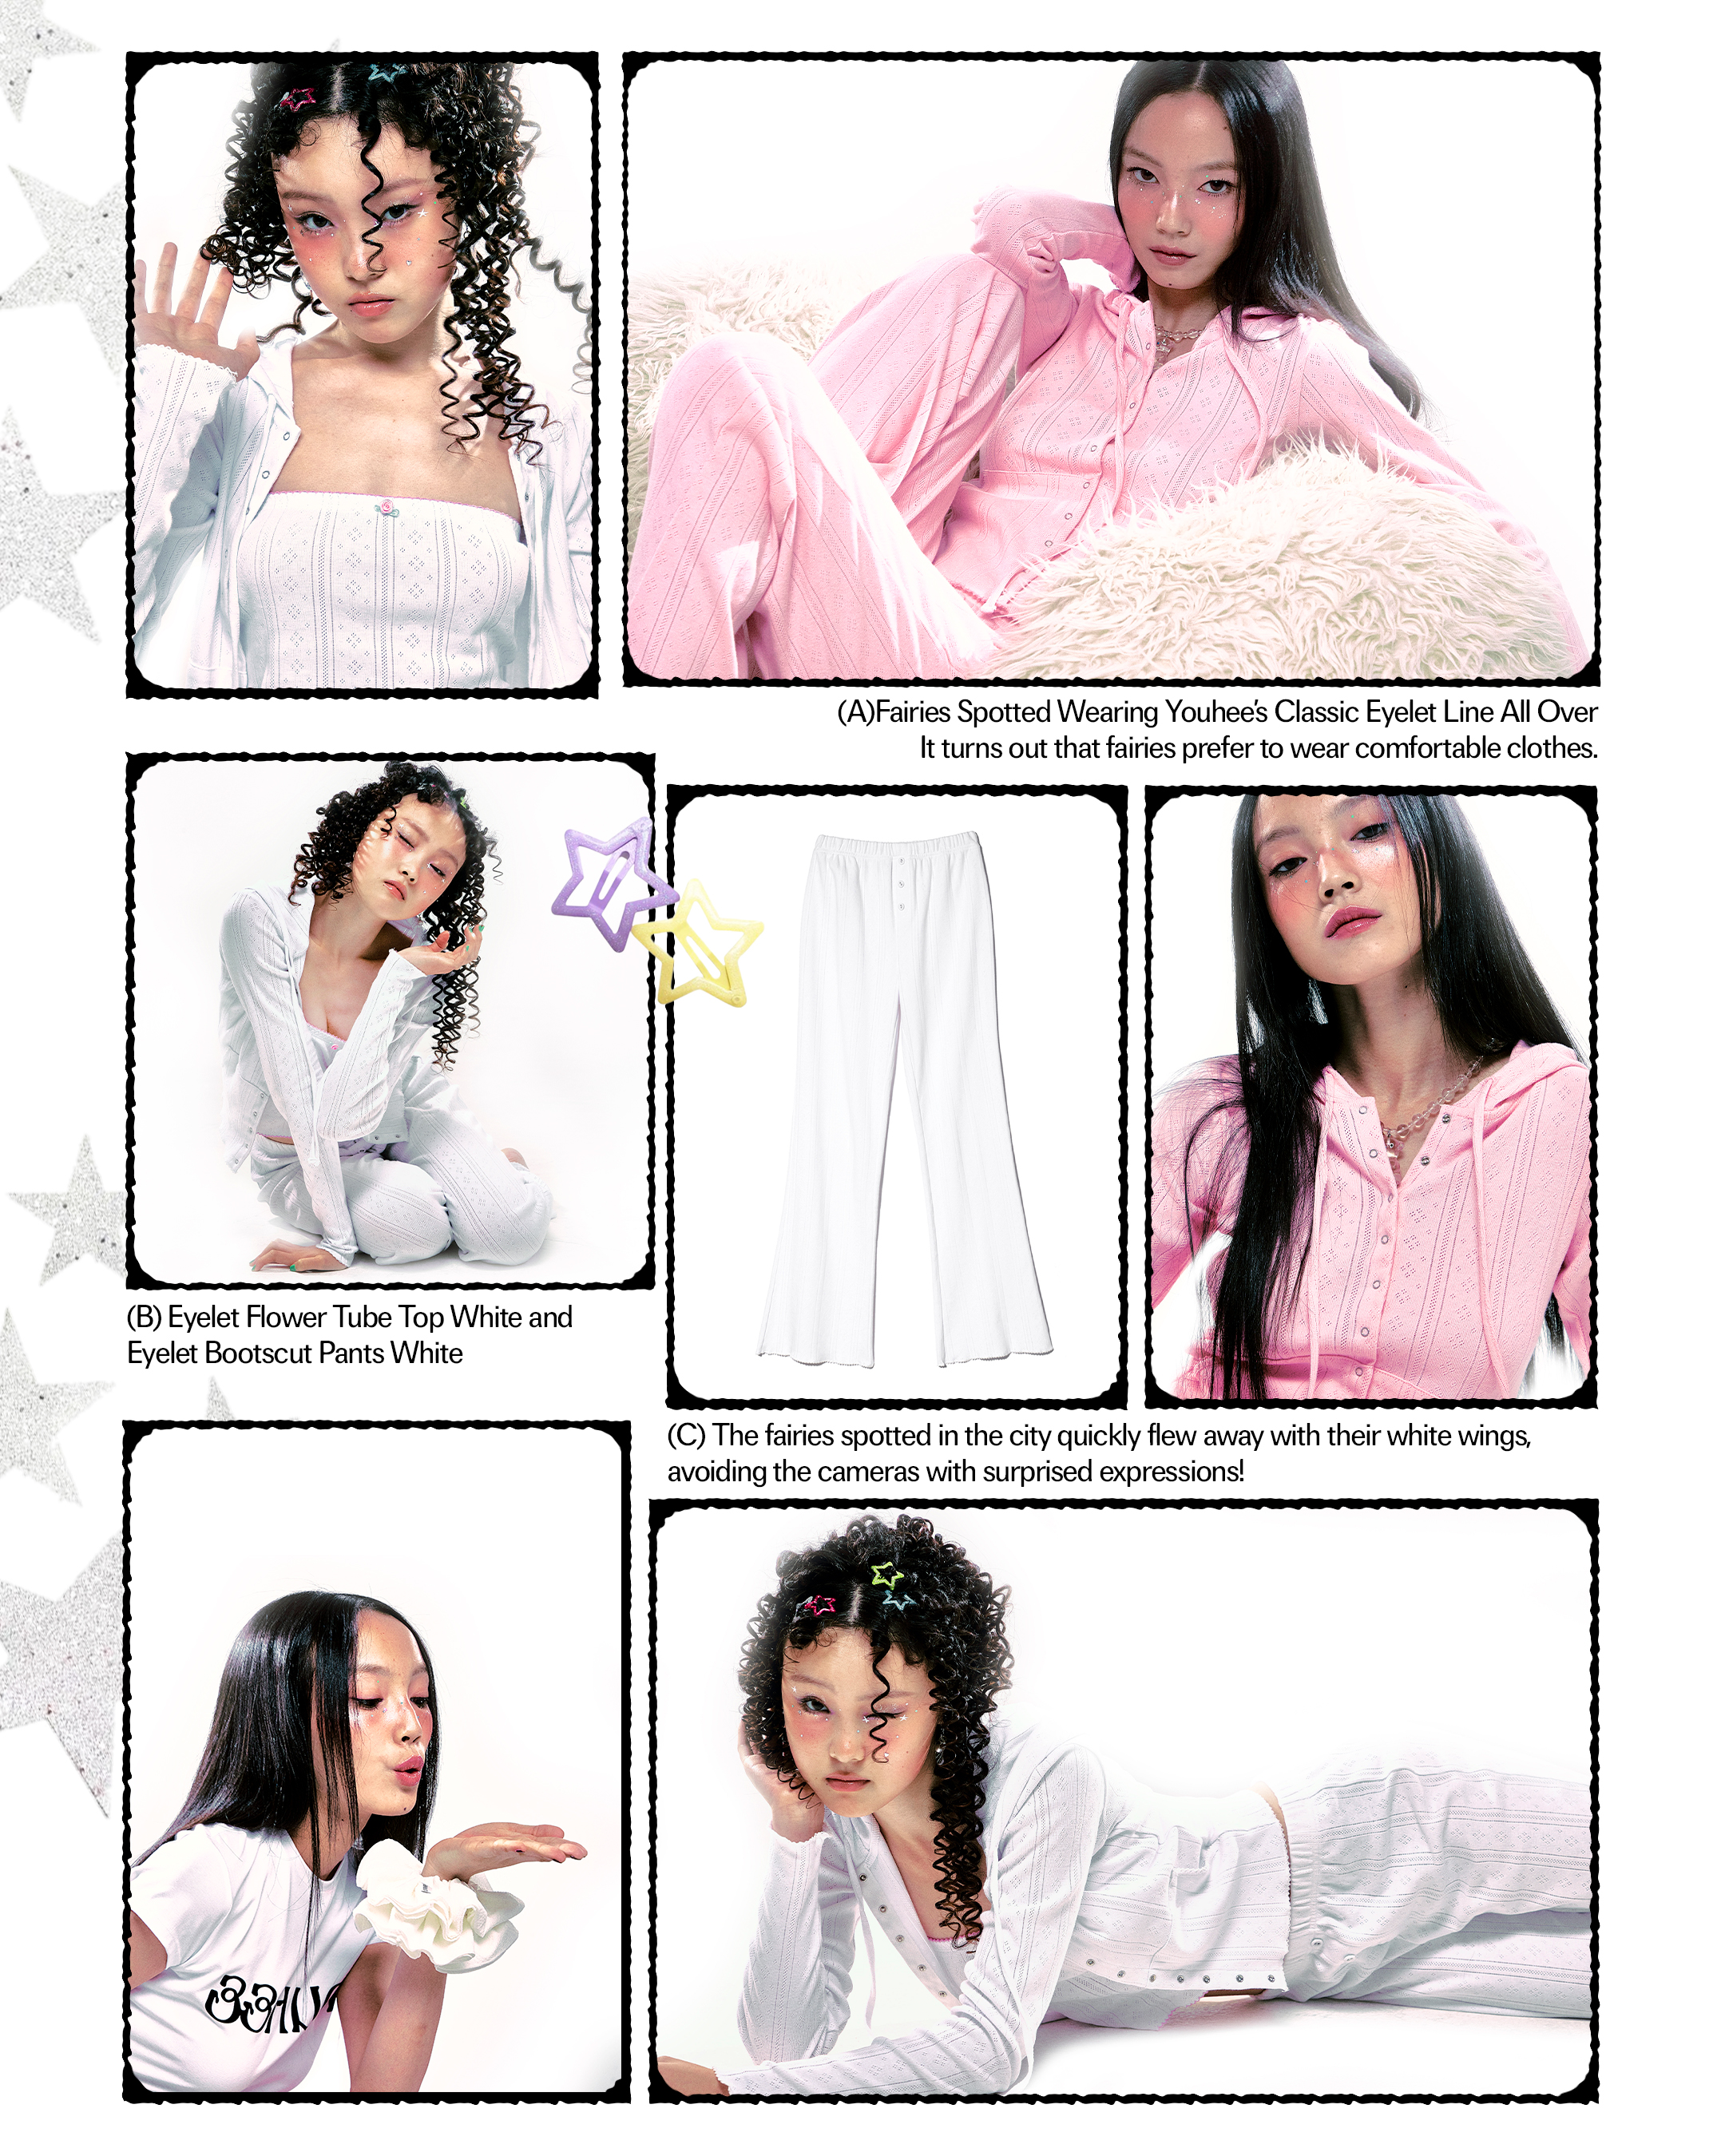 (A)Fairies Spotted Wearing Youhee's Classic Eyelet Line All Over
It turns out that fairies prefer to wear comfortable clothes.
(B) Eyelet Flower Tube Top White and
Eyelet Bootscut Pants White
(C) The fairies spotted in the city quickly flew away with their white wings,
avoiding the cameras with surprised expressions!